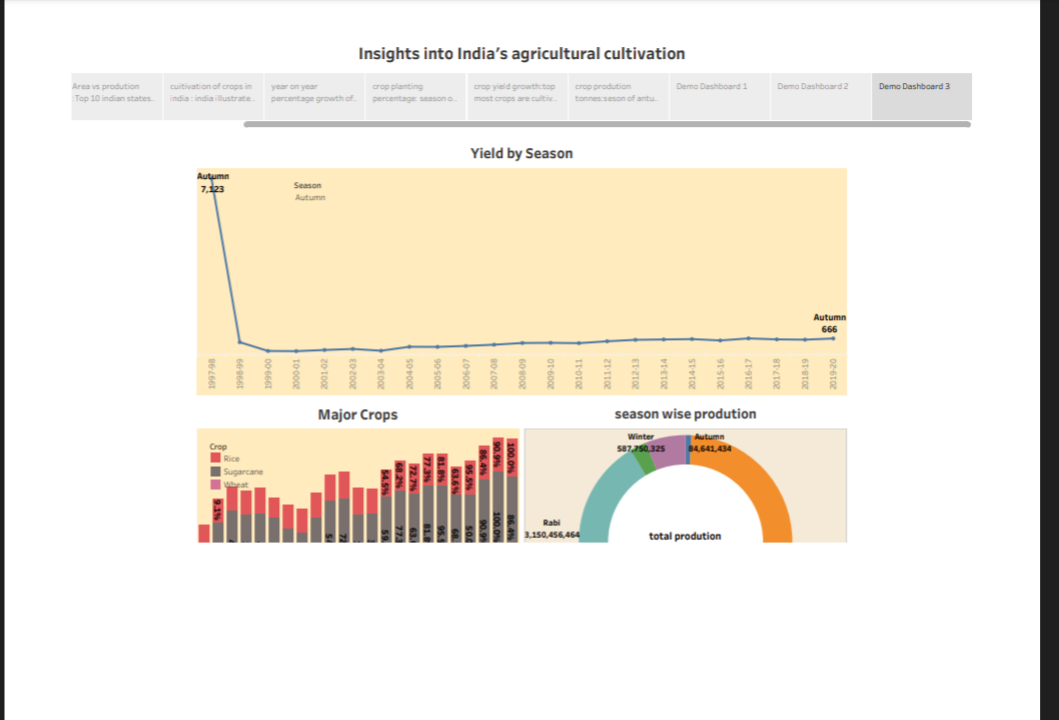 Insights into India's agricultural cultivation
Area vs prodution
:Top 10 indian states..
cultivation of crops in
india : india illustrate..
year on year
percentage growth of..
crop planting
percentage: season o...
crop yield growth:top
most crops are cultiv...
crop prodution
tonnes:seson of antu..
Demo Dashboard 1
Demo Dashboard 2
Demo Dashboard 3
Yield by Season
Autumn
7,123
Season
Autumn
Autumn
666
1997-98
1998-99
1999-00
2000-01
2001-02
2002-03
2003-04
2004-05
2005-06
2006-07
2007-08
2008-09
2009-10
2010-11
2011-12
2012-13
2013-14
2014-15
2015-16
2016-17
2017-18
2018-19
2019-20
Major Crops
Crop
Rice
Sugarcane
Wheat
9.1%
54.5%
68.2%
72.7%
77.3%
81.8%
63.6%
95.5%
86.4%
90.9%
100.0%
90.9%
100.0%
86.4%
season wise prodution
Winter
587,750,325
Autumn
84,641,434
Rabi
3,150,456,464
total prodution